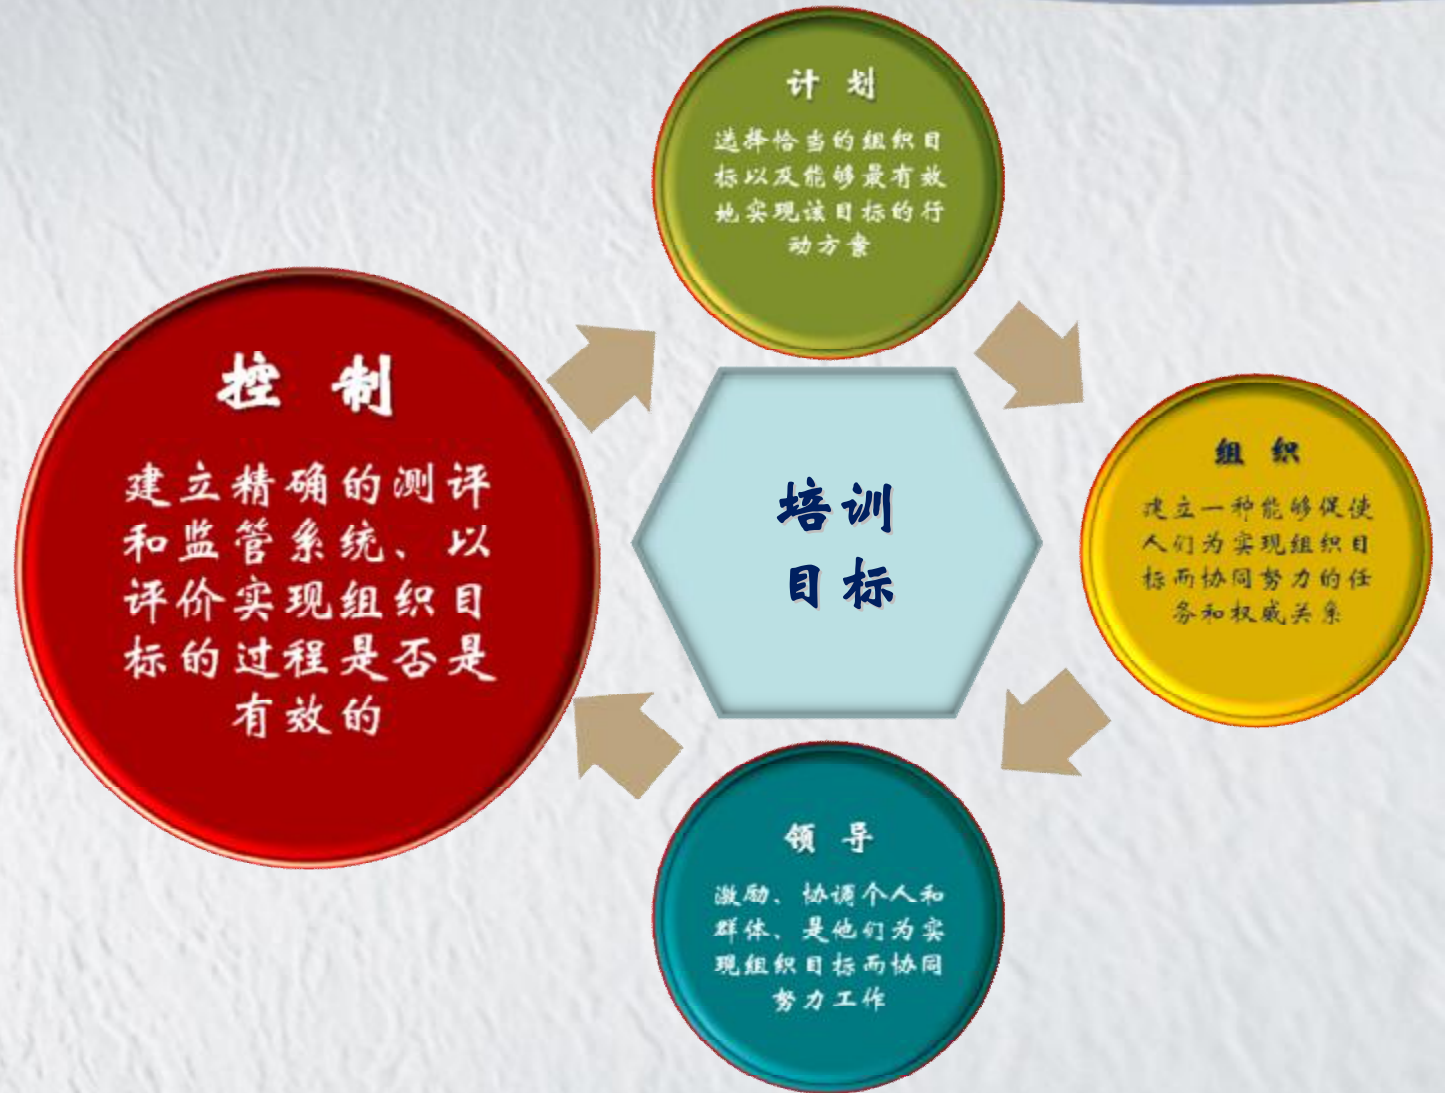 计 划
选择恰当的组织目
标以及能够最有效
地实现该目标的行
动方案
控 制
建立精确的测评
和监管系统、以
评价实现组织目
标的过程是否是
有效的
培训
目标
组 织
建立一种能够促使
人们为实现组织目
标而协同努力的任
务和权威关系
领 导
激励、协调个人和
群体、是他们为实
现组织目标而协同
努力工作